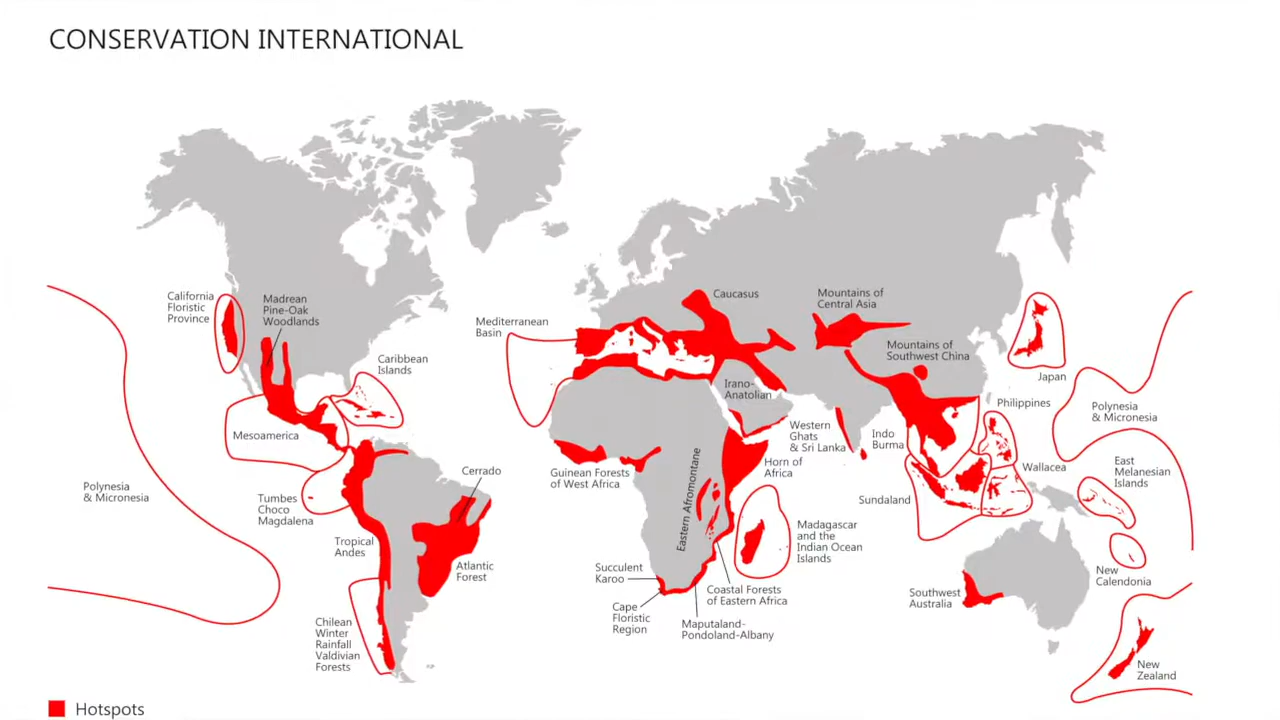 CONSERVATION INTERNATIONAL
California
Floristic
Province
Madrean
Pine-Oak
Woodlands
Caribbean
Islands
Mesoamerica
Polynesia
& Micronesia
Tumbes
Choco
Magdalena
Cerrado
Tropical
Andes
Atlantic
Forest
Chilean
Winter
Rainfall
Valdivian
Forests
Mediterranean
Basin
Caucasus
Mountains of
Central Asia
Mountains of
Southwest China
Irano-
Anatolian
Western
Ghats
& Sri Lanka
Indo
Burma
Japan
Philippines
Polynesia
& Micronesia
Guinean Forests
of West Africa
Eastern Afromontane
Horn of
Africa
Sundaland
Wallacea
East
Melanesian
Islands
Madagascar
and the
Indian Ocean
Islands
Succulent
Karoo
Cape
Floristic
Region
Coastal Forests
of Eastern Africa
Maputaland-
Pondoland-Albany
Southwest
Australia
New
Calendonia
New
Zealand
Hotspots